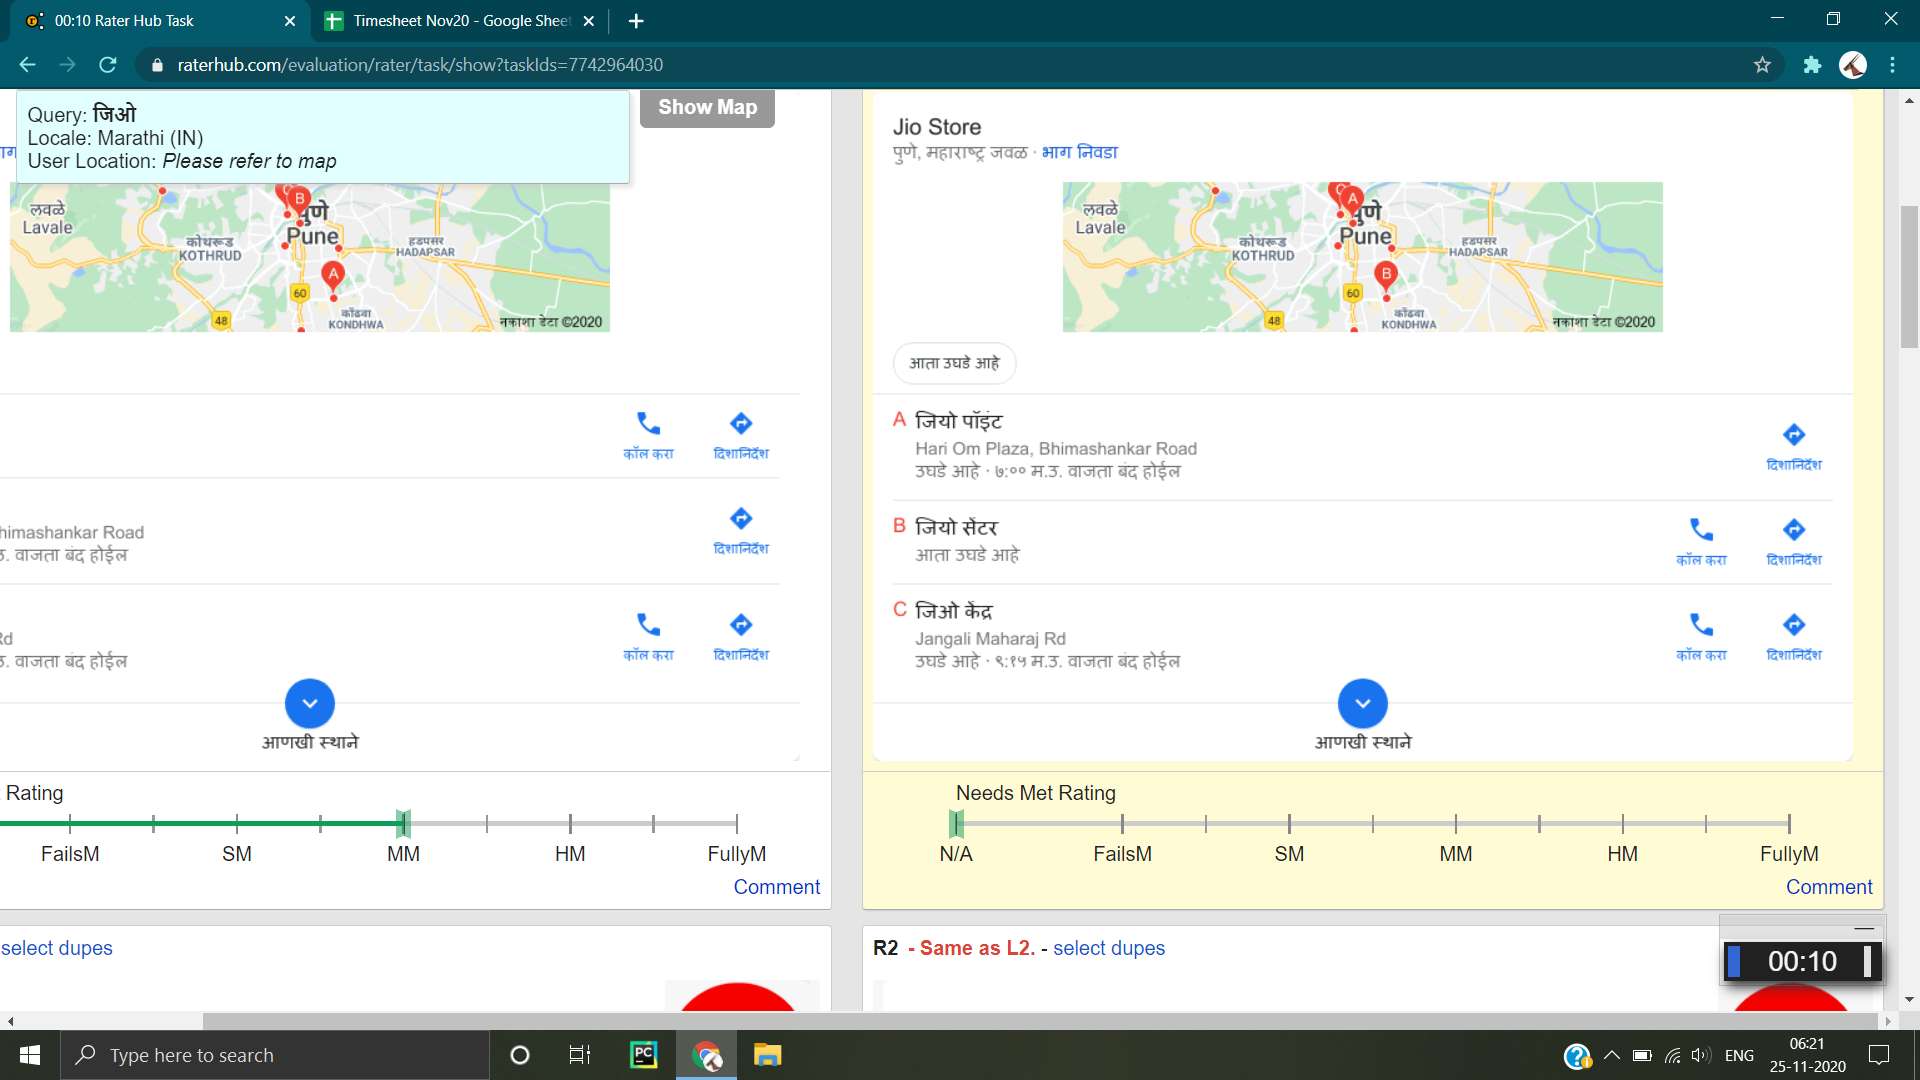 00:10 Rater Hub Task
Timesheet Nov20 - Google Sheet
raterhub.com/evaluation/rater/task/show?taskIds=7742964030
Query: जिओ
Locale: Marathi (IN)
User Location: Please refer to map
Show Map
लवळे
Lavale
कोथरूड
KOTHRUD
B
पुणे
Pune
हडपसर
HADAPSAR
A
60
48
कोंढवा
KONDHWA
नकाशा डेटा ©2020
कॉल करा
दिशानिर्देश
himashankar Road
वाजता बंद होईल
दिशानिर्देश
Rd
वाजता बंद होईल
कॉल करा
दिशानिर्देश
आणखी स्थाने
Rating
FailsM
SM
MM
HM
FullyM
Comment
select dupes
Jio Store
पुणे, महाराष्ट्र जवळ · भाग निवडा
लवळे
Lavale
कोथरूड
KOTHRUD
A
पुणे
Pune
हडपसर
HADAPSAR
B
60
48
कोंढवा
KONDHWA
नकाशा डेटा ©2020
आता उघडे आहे
A जियो पॉइंट
Hari Om Plaza, Bhimashankar Road
उघडे आहे · ७:०० म.उ. वाजता बंद होईल
दिशानिर्देश
B जियो सेंटर
आता उघडे आहे
कॉल करा
दिशानिर्देश
C जिओ केंद्र
Jangali Maharaj Rd
उघडे आहे · ९:१५ म.उ. वाजता बंद होईल
कॉल करा
दिशानिर्देश
आणखी स्थाने
Needs Met Rating
N/A
FailsM
SM
MM
HM
FullyM
Comment
R2 - Same as L2. - select dupes
00:10
Type here to search
PC
ENG
06:21
25-11-2020